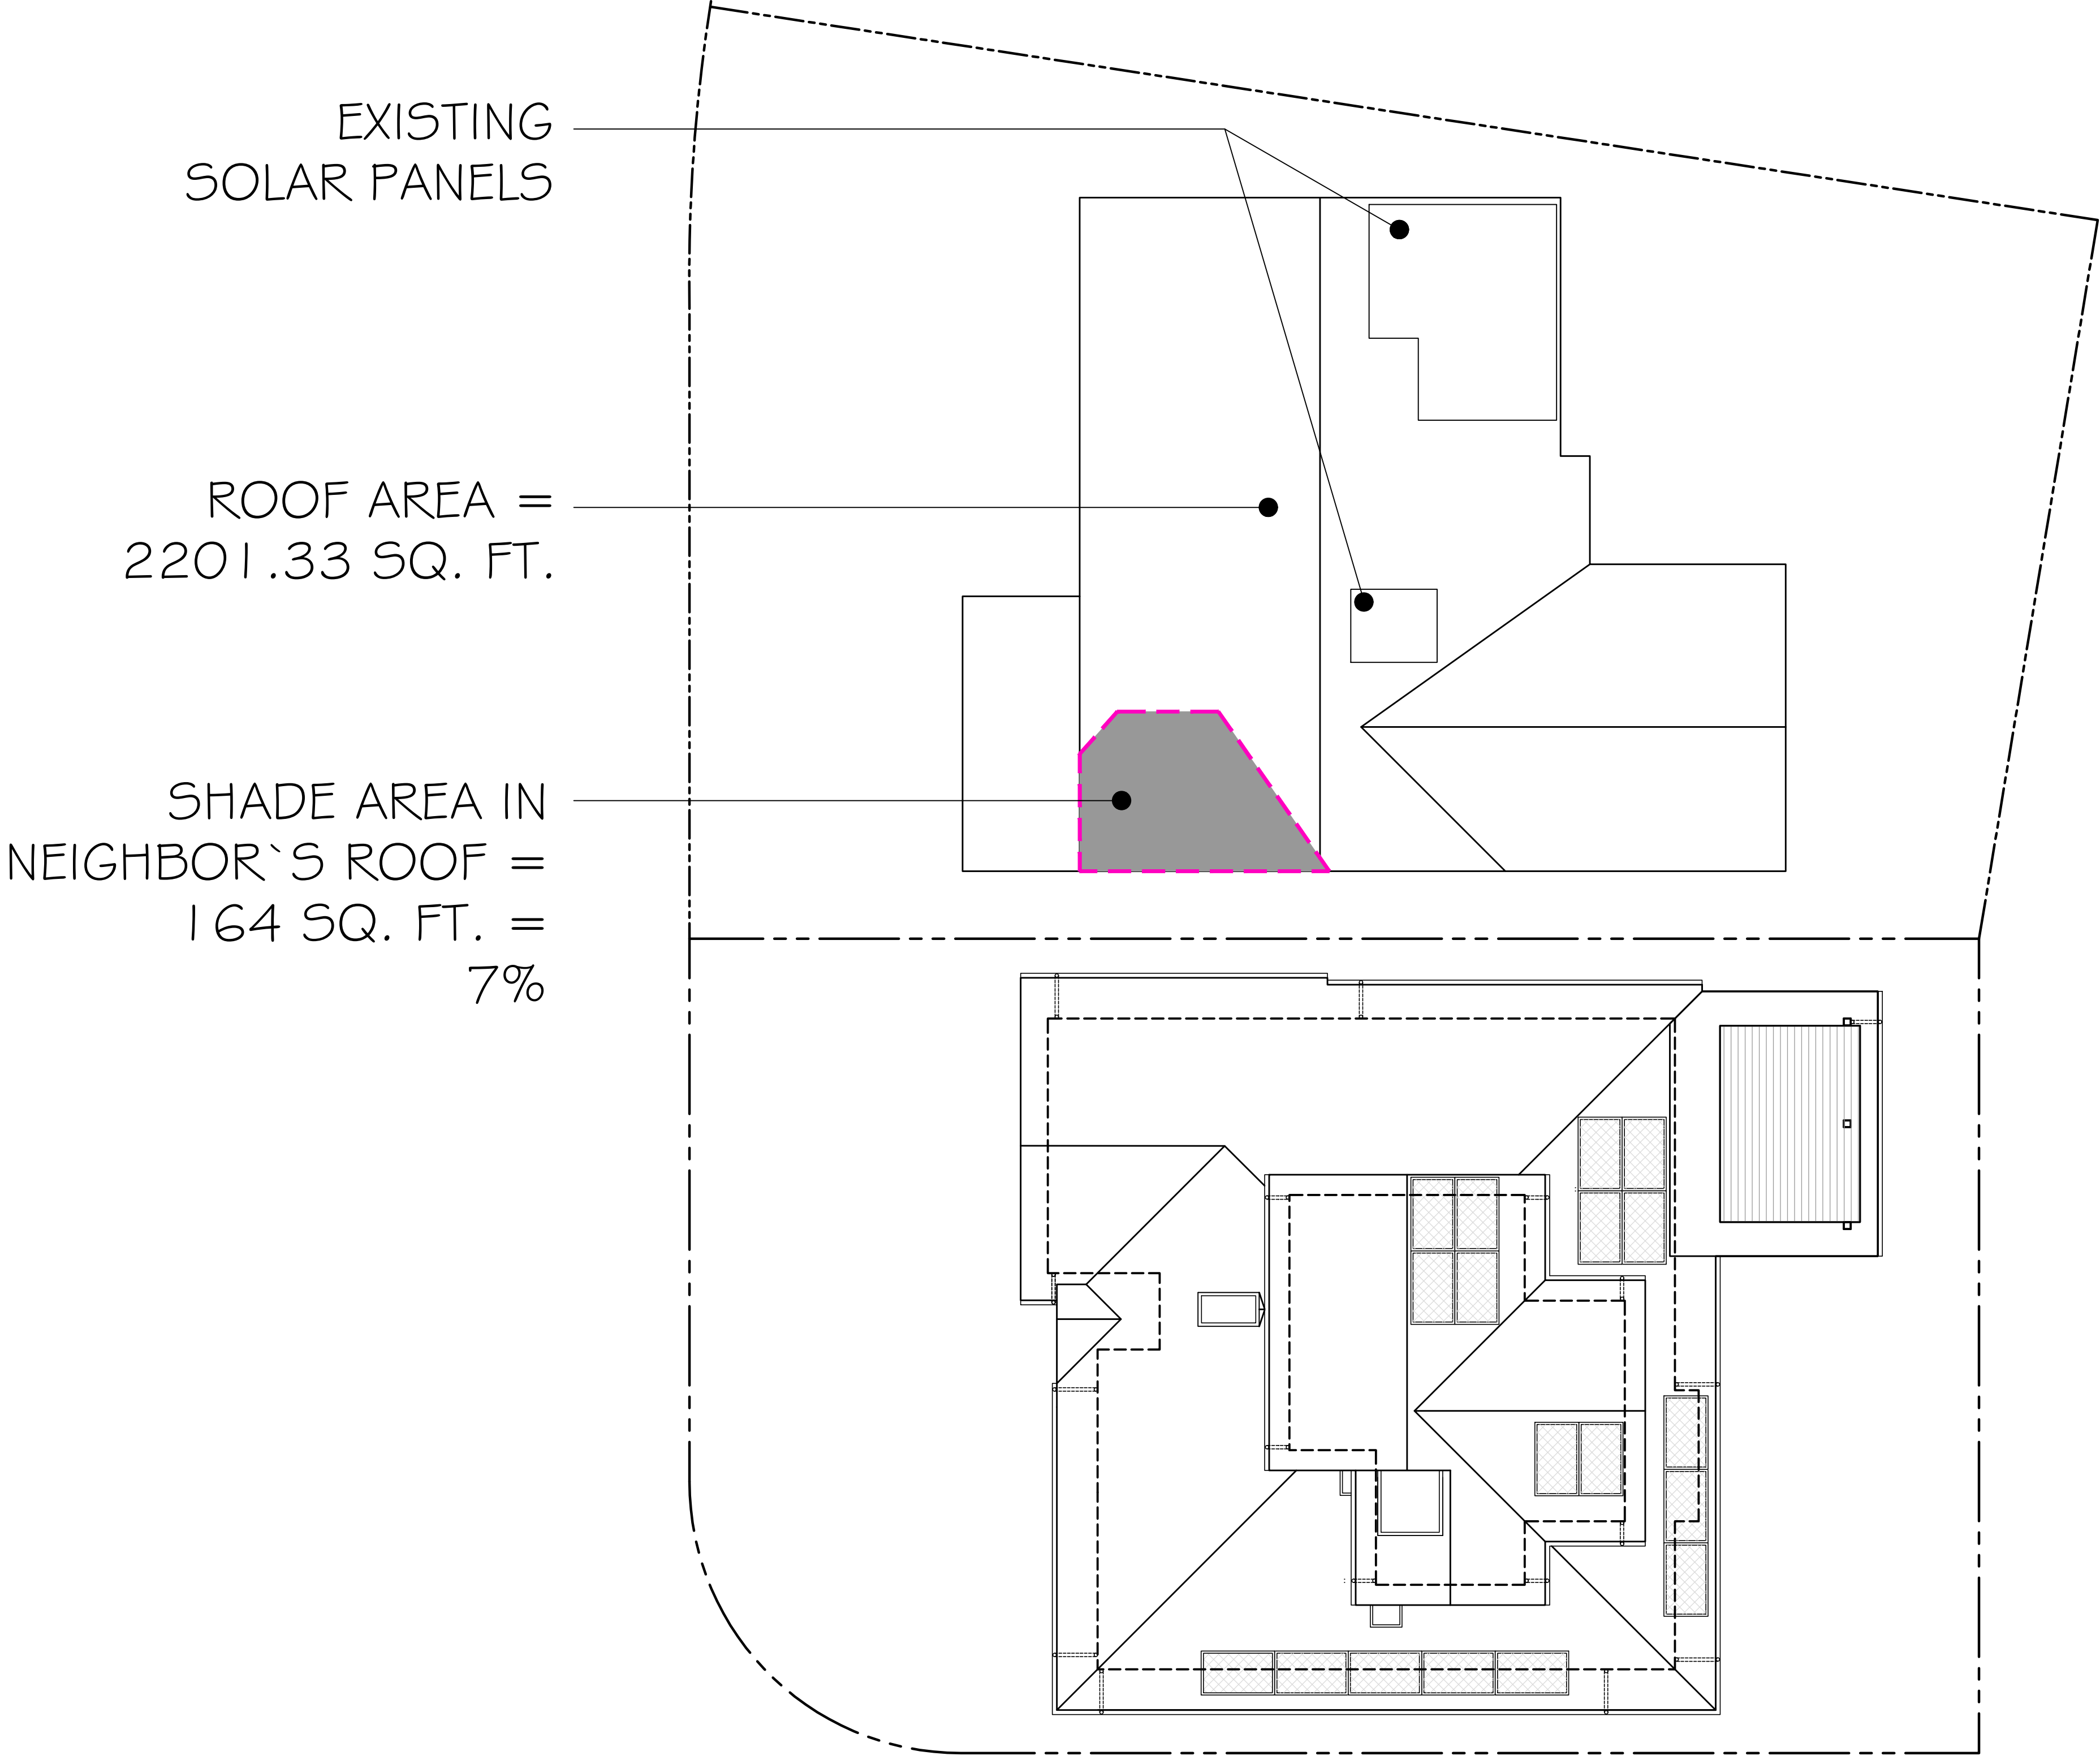 EXISTING
SOLAR PANELS
ROOF AREA =
2201.33 SQ. FT.
SHADE AREA IN
NEIGHBOR`S ROOF =
164 SQ. FT. =
7%